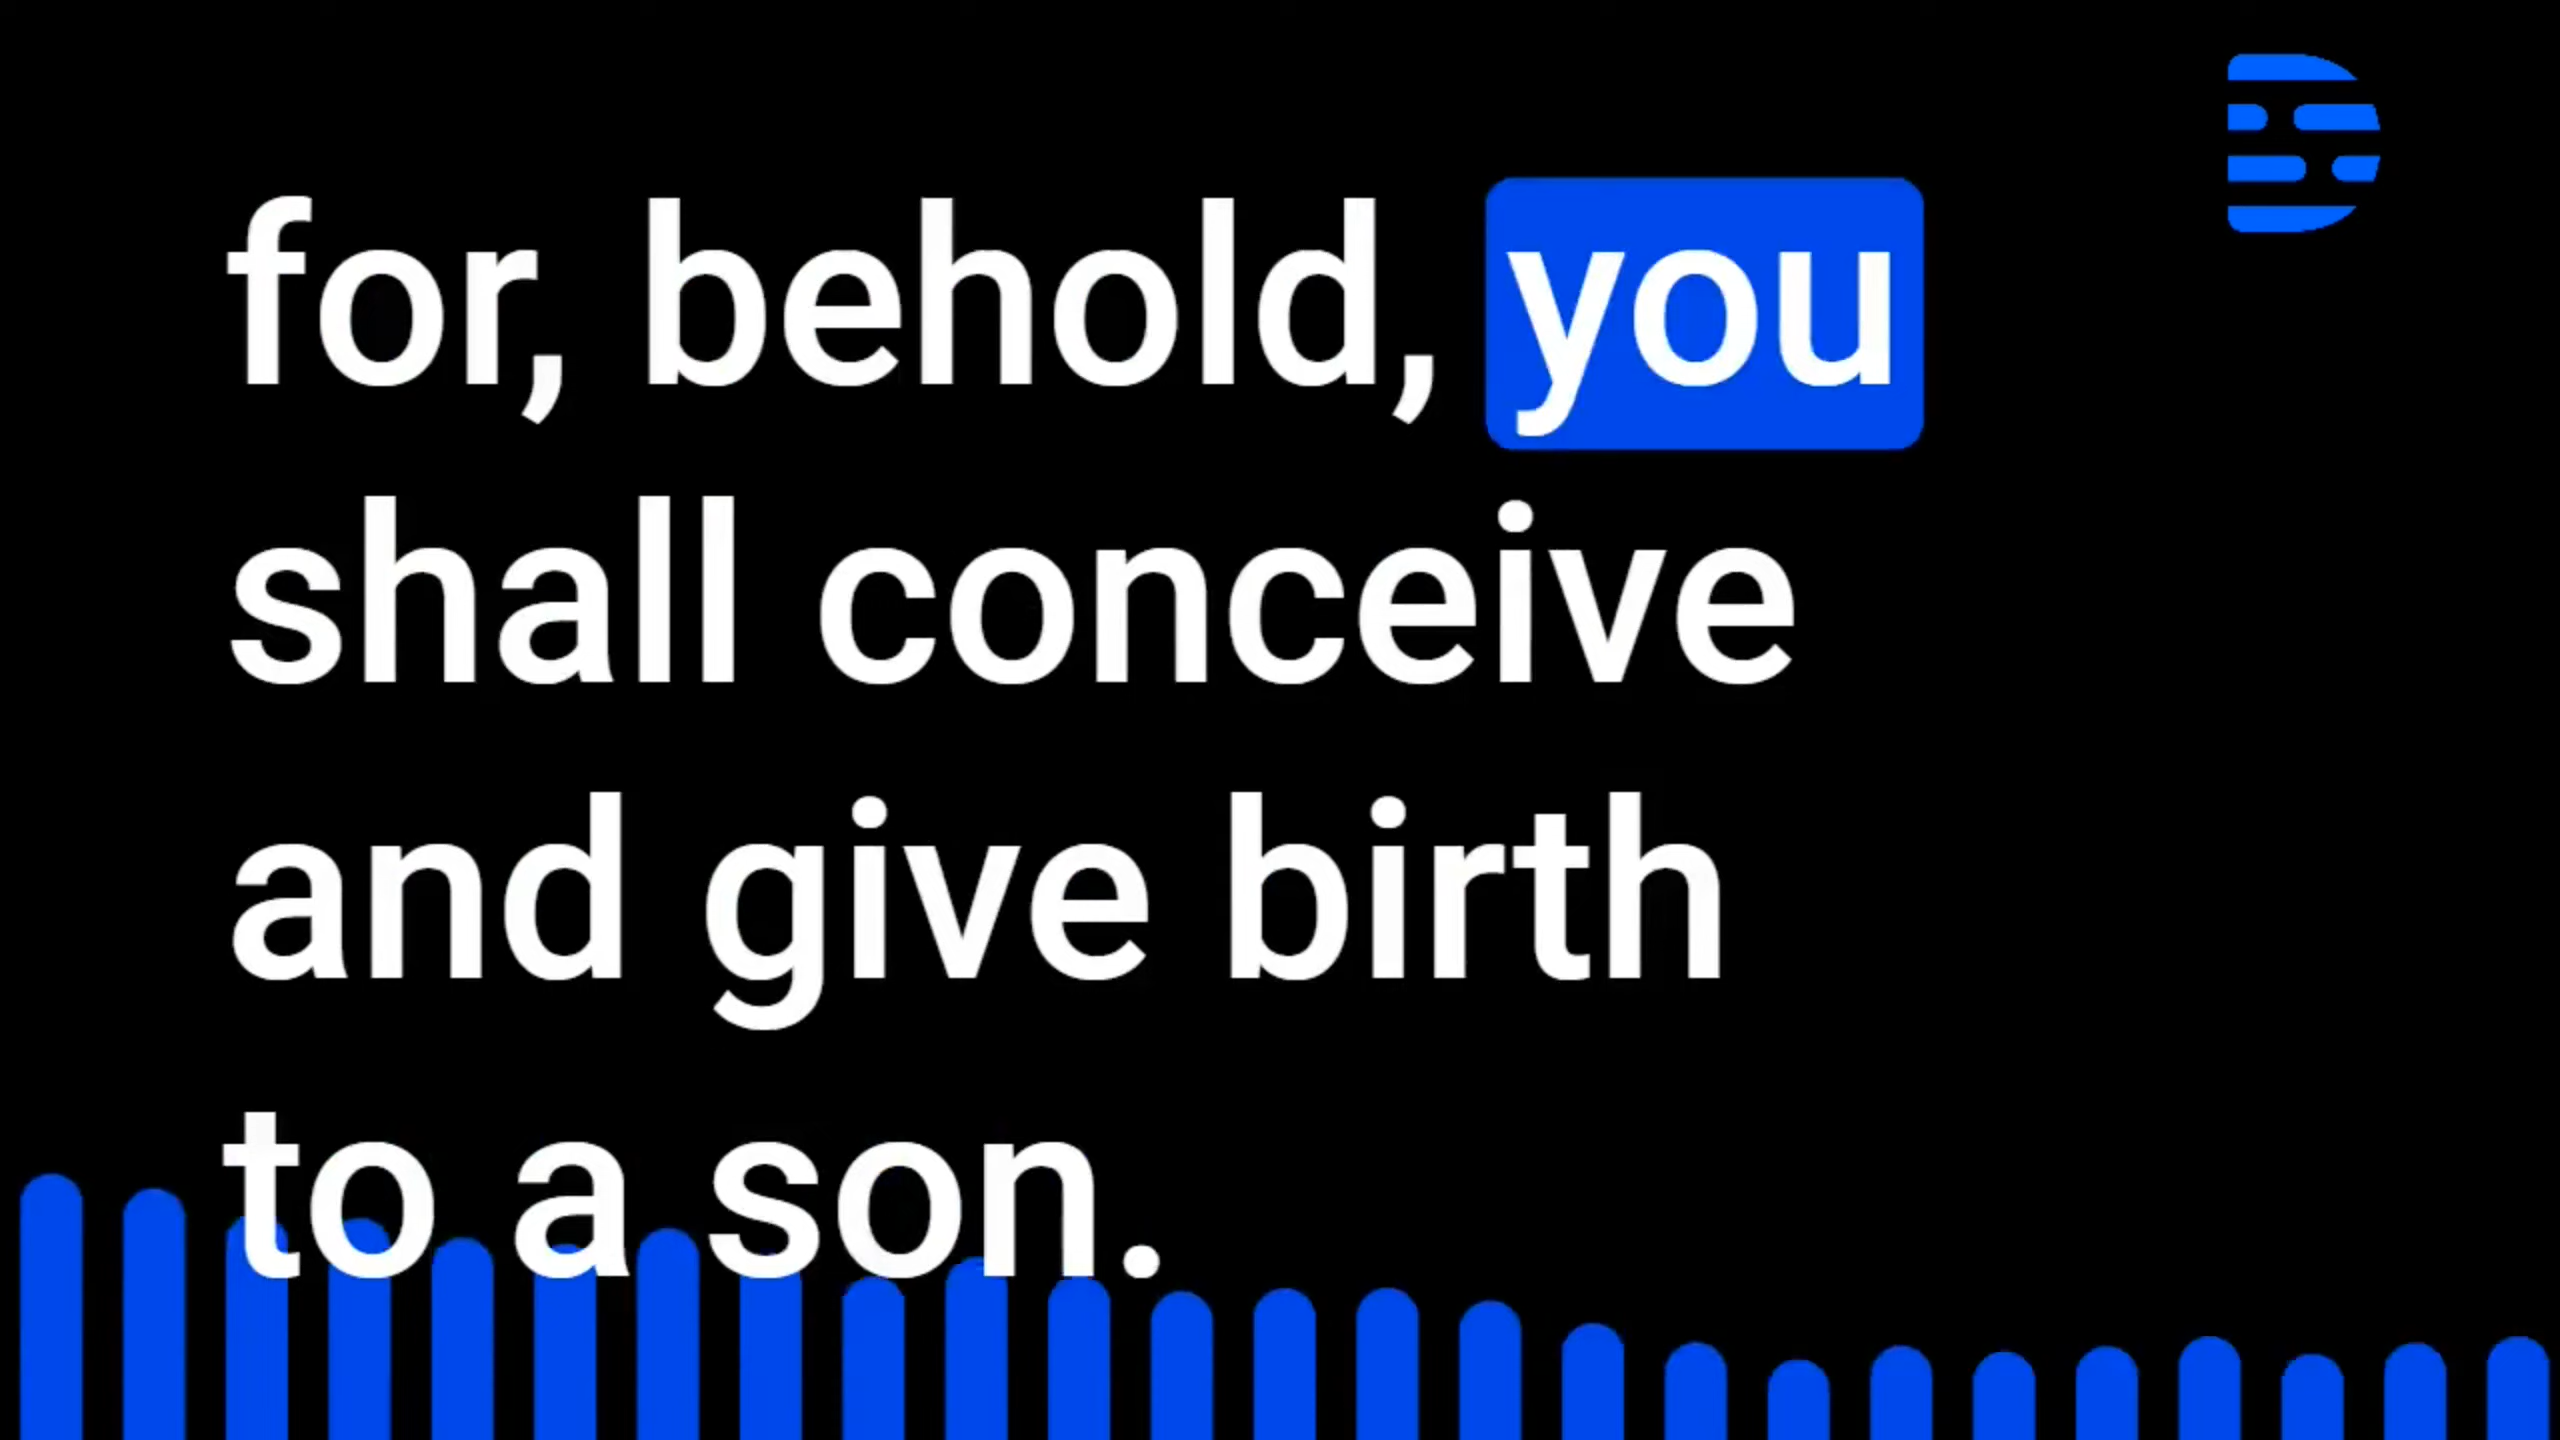 for, behold, you
shall conceive
and give birth
to a son.